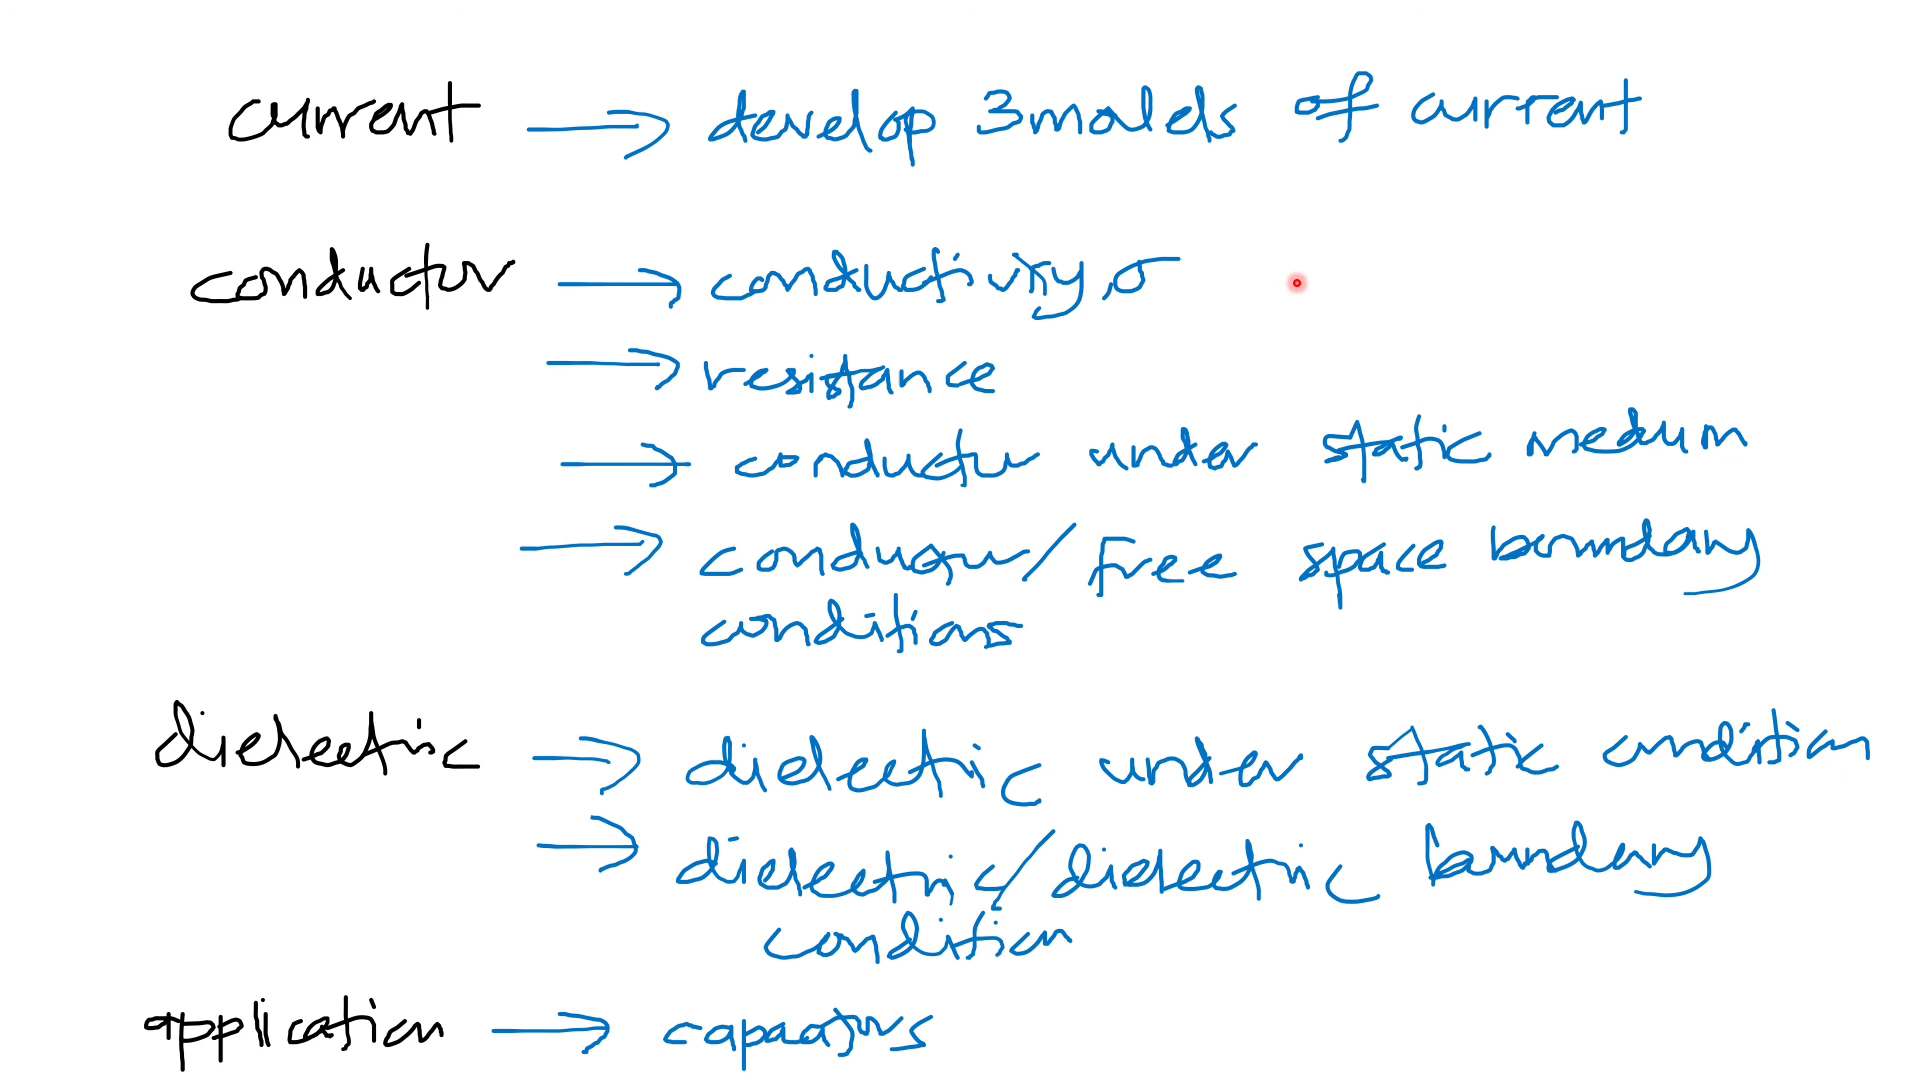 current → develop 3 molds of current
conductor → conductivity, σ
→ resistance
→ conductor under static medium
→ conductor / Free space boundary
conditions
dielectric → dielectric under static condition
→ dielectric / dielectric boundary
condition
application → capacitors